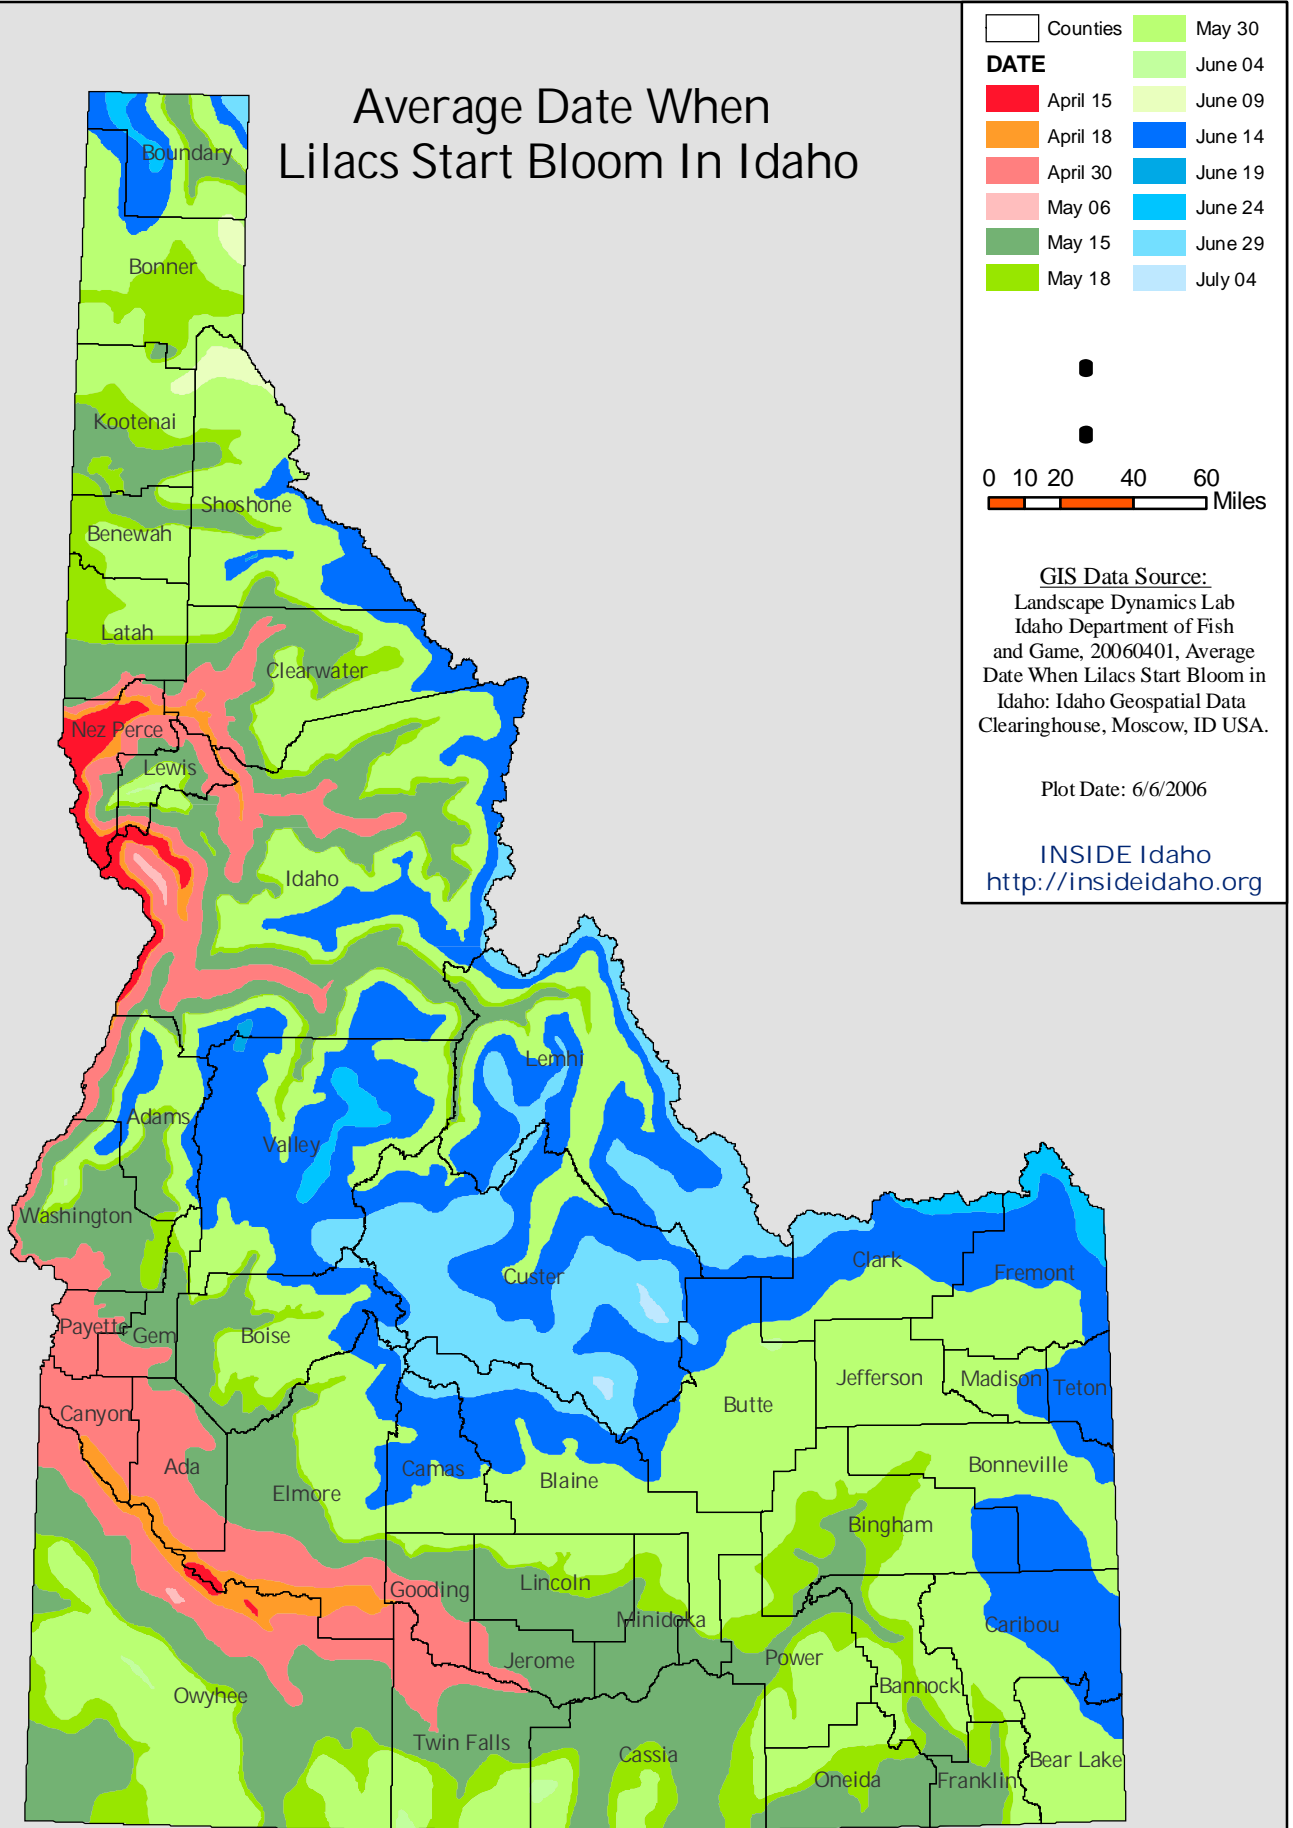 Average Date When
Lilacs Start Bloom In Idaho
Counties
DATE
April 15
April 18
April 30
May 06
May 15
May 18
May 30
June 04
June 09
June 14
June 19
June 24
June 29
July 04
0 10 20 40 60
Miles
GIS Data Source:
Landscape Dynamics Lab
Idaho Department of Fish
and Game, 20060401, Average
Date When Lilacs Start Bloom in
Idaho: Idaho Geospatial Data
Clearinghouse, Moscow, ID USA.
Plot Date: 6/6/2006
INSIDE Idaho
http://insideidaho.org
Boundary
Bonner
Kootenai
Shoshone
Benewah
Latah
Clearwater
Nez Perce
Lewis
Idaho
Lemhi
Adams
Valley
Washington
Custer
Clark
Fremont
Payette
Gem
Boise
Jefferson
Madison
Teton
Butte
Canyon
Ada
Camas
Blaine
Bonneville
Elmore
Bingham
Gooding
Lincoln
Minidoka
Caribou
Jerome
Power
Bannock
Owyhee
Twin Falls
Cassia
Oneida
Franklin
Bear Lake